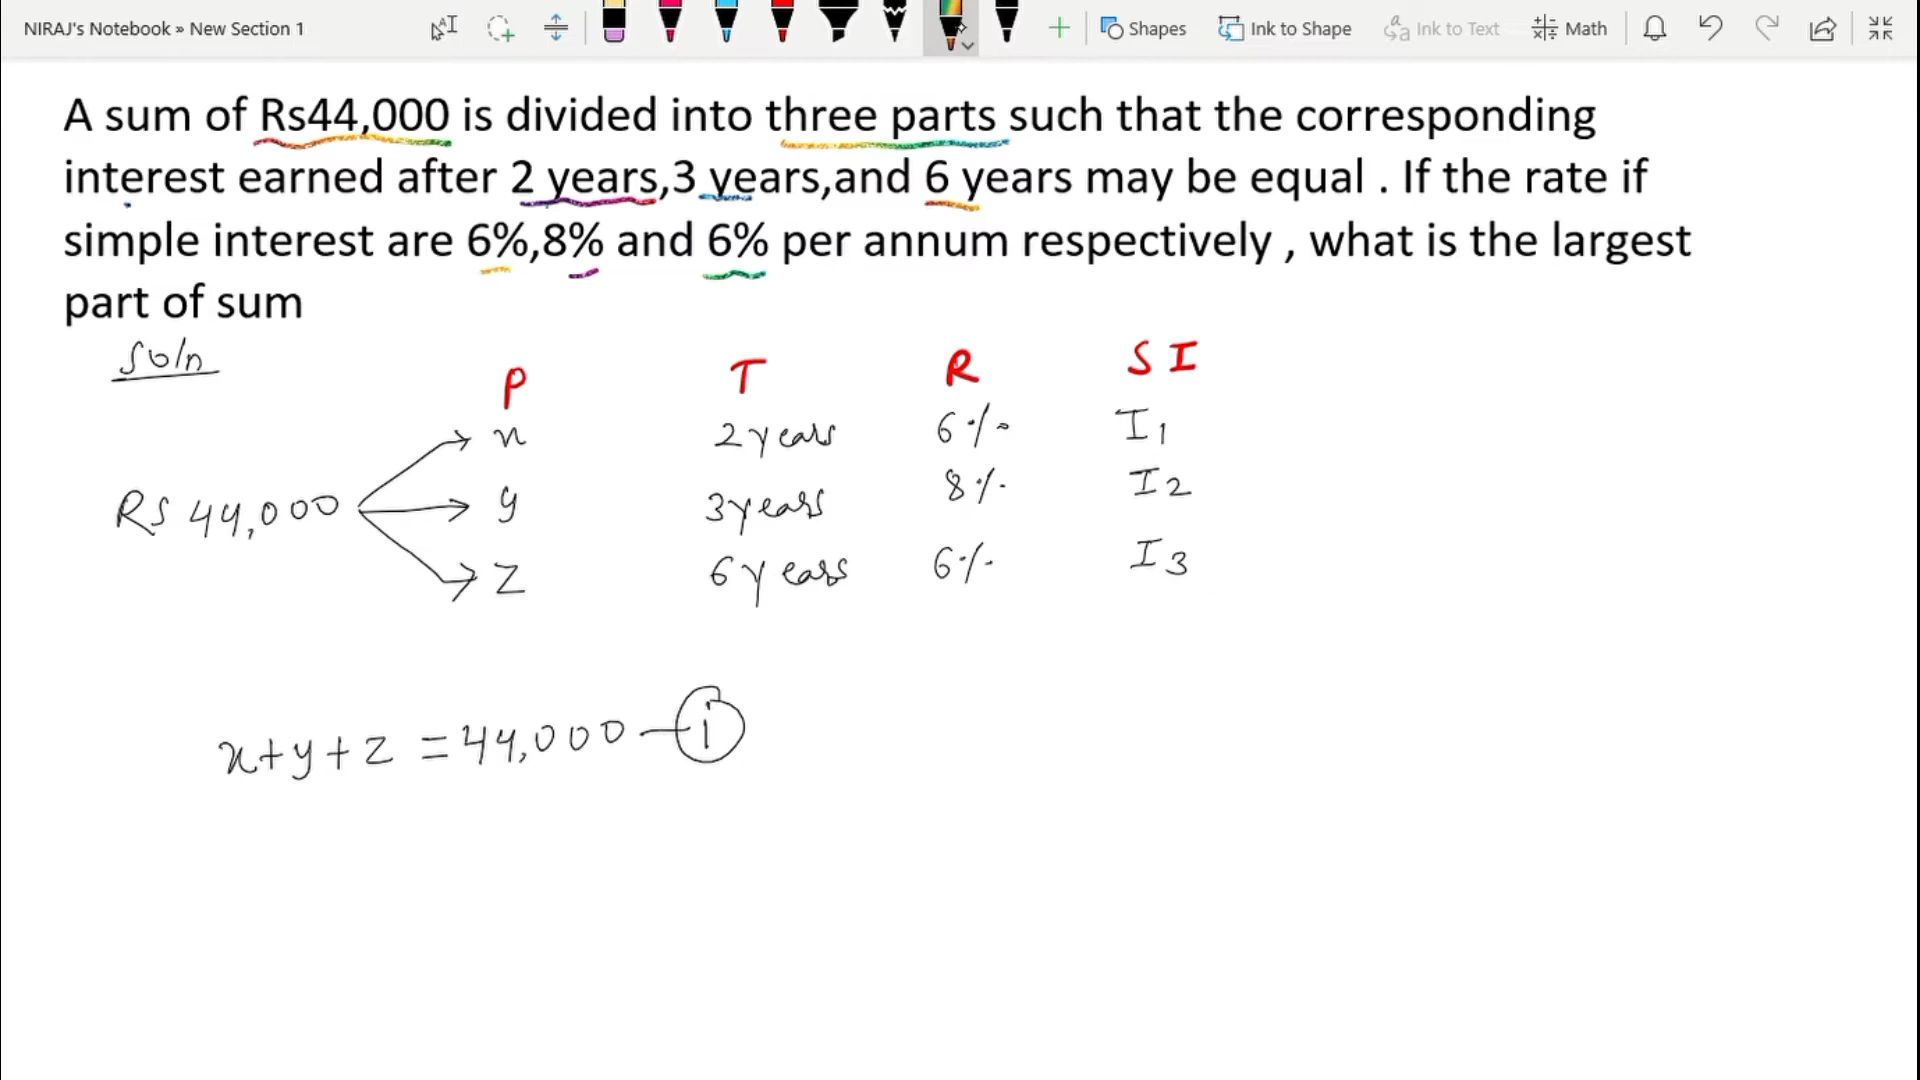 NIRAJ's Notebook » New Section 1 Shapes Ink to Shape Ink to Text Math
A sum of Rs44,000 is divided into three parts such that the corresponding
interest earned after 2 years,3 years,and 6 years may be equal . If the rate if
simple interest are 6%,8% and 6% per annum respectively , what is the largest
part of sum
Soln
P T R SI
x 2 years 6% I1
Rs 44,000 y 3 years 8% I2
z 6 years 6% I3
x+y+z = 44,000 — i